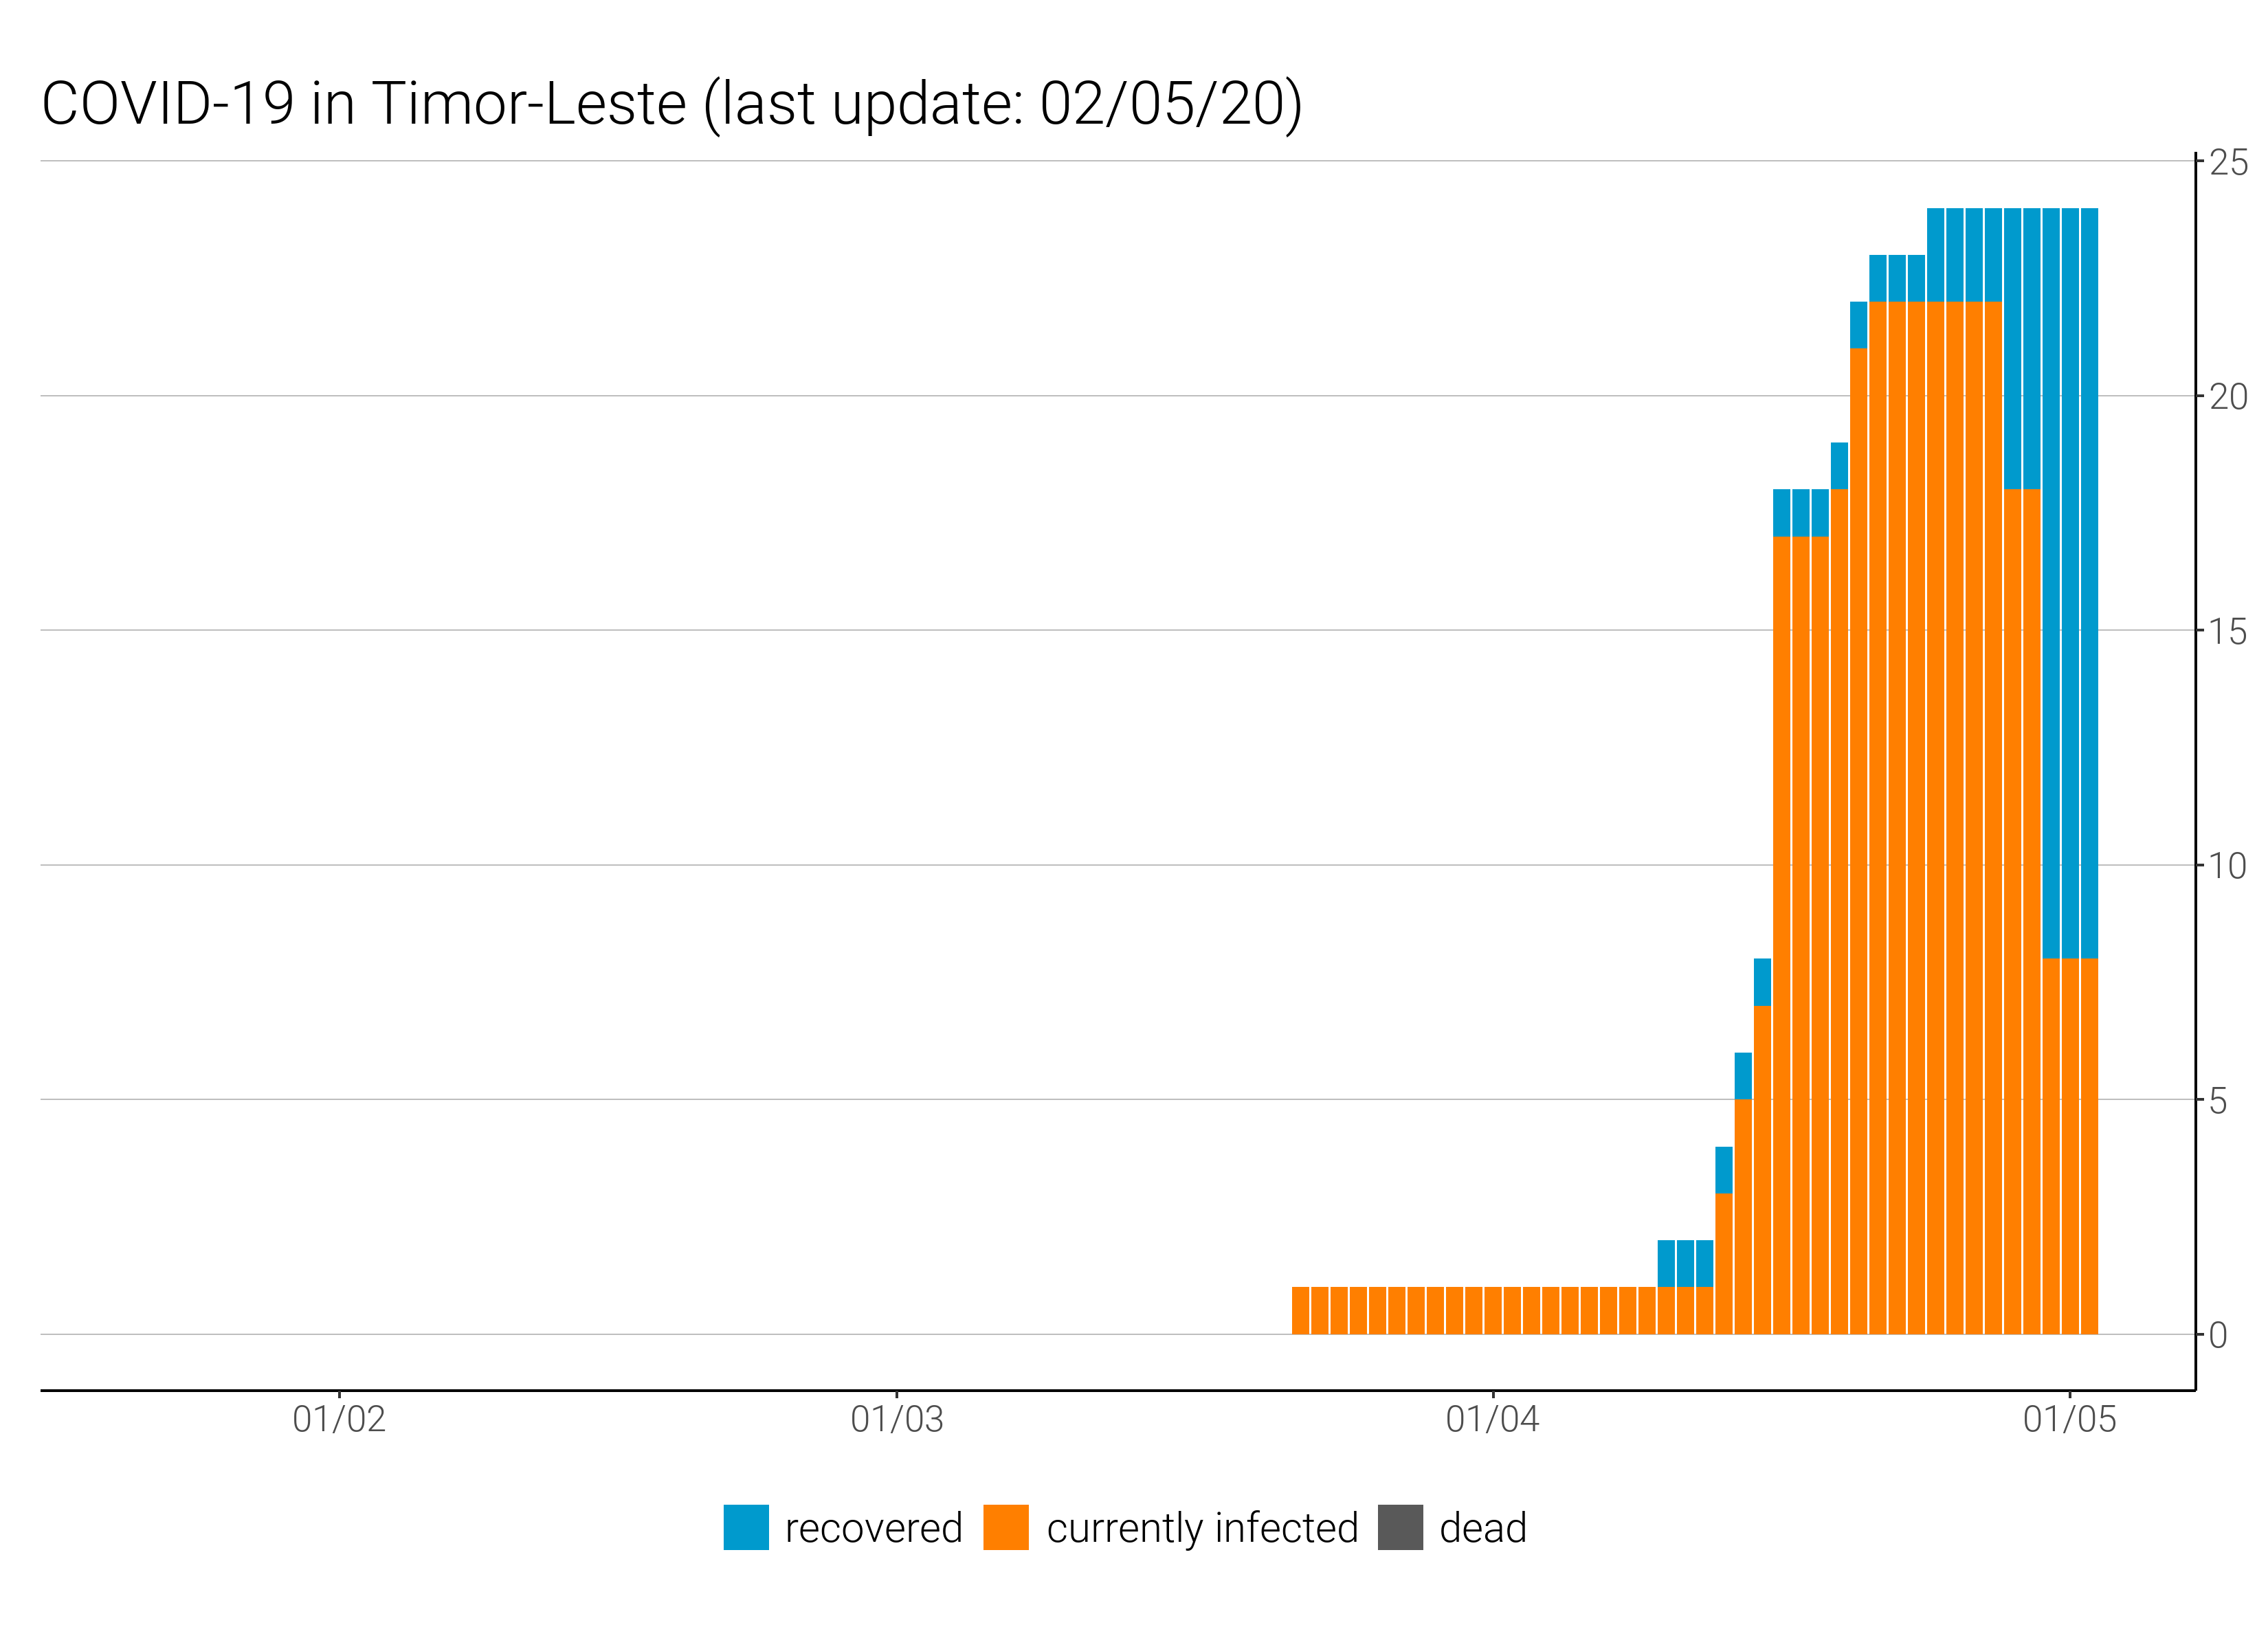 COVID-19 in Timor-Leste (last update: 02/05/20)
25
20
15
10
5
0
01/02 01/03 01/04 01/05
recovered currently infected dead